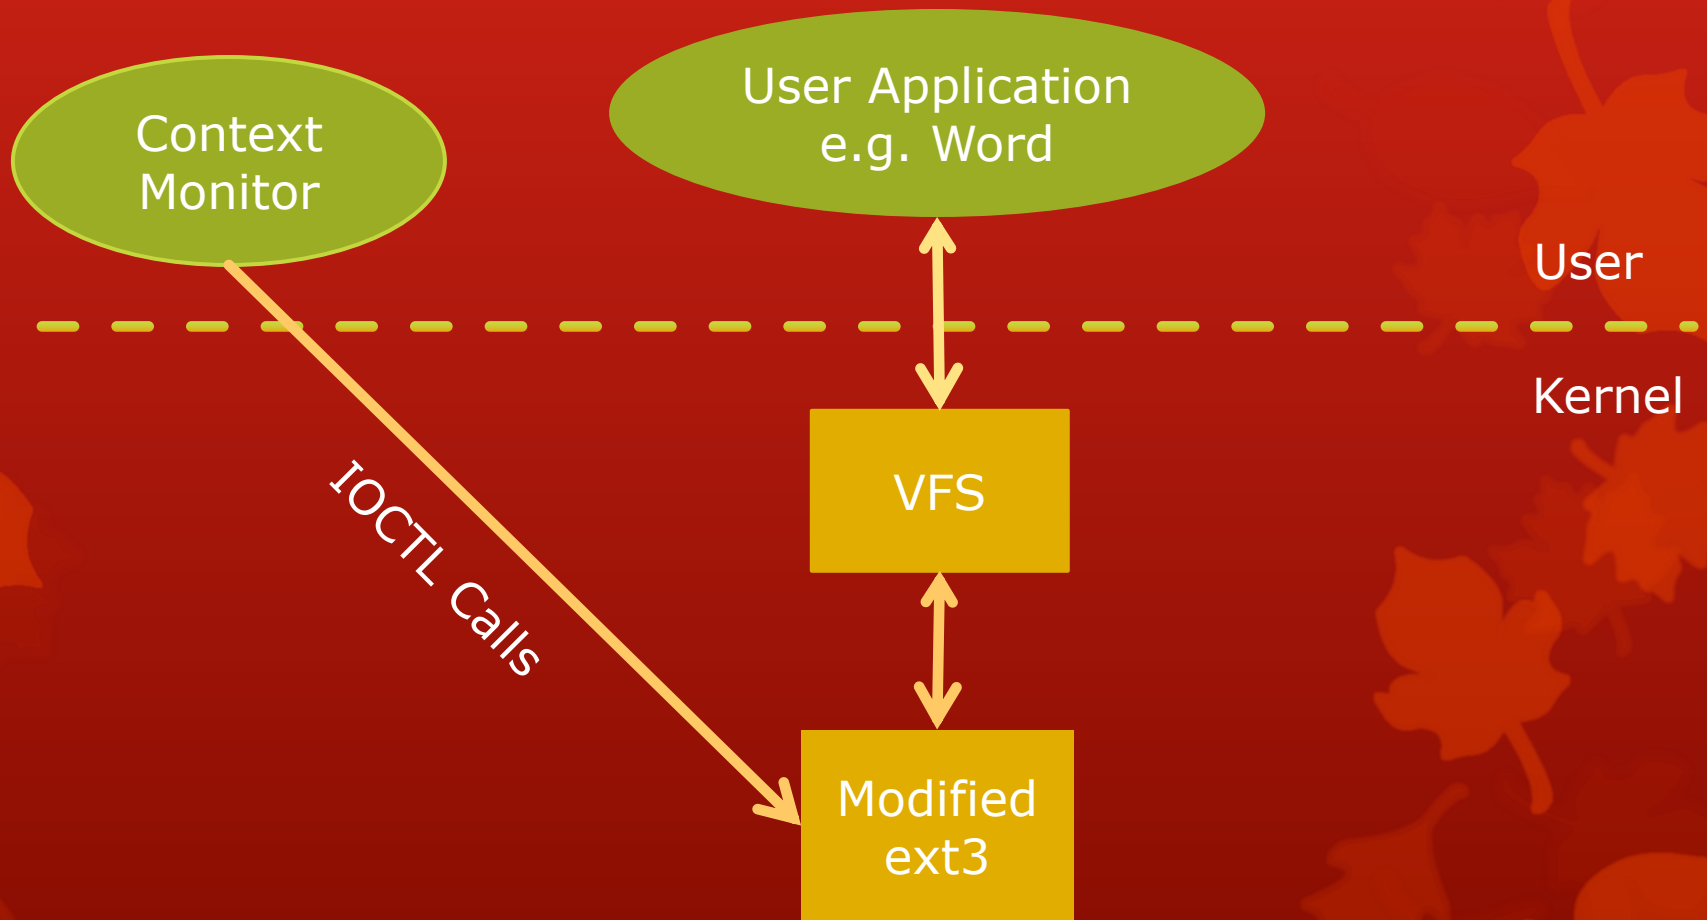 Context
Monitor
User Application
e.g. Word
User
Kernel
VFS
IOCTL Calls
Modified
ext3